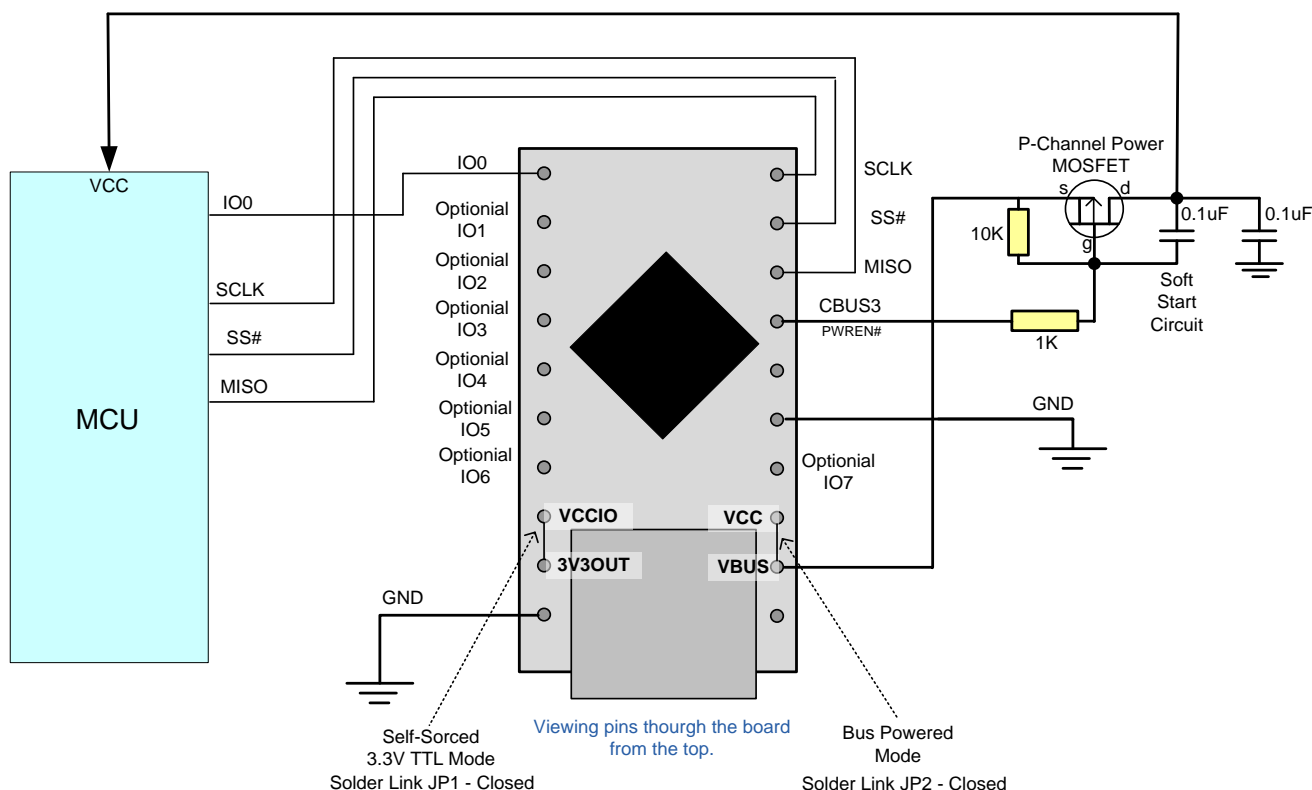 P-Channel Power
MOSFET
s
d
g
0.1uF
0.1uF
10K
1K
Soft
Start
Circuit
VCC
IO0
SCLK
SS#
MISO
MCU
IO0
Optionial
IO1
Optionial
IO2
Optionial
IO3
Optionial
IO4
Optionial
IO5
Optionial
IO6
SCLK
SS#
MISO
CBUS3
PWREN#
GND
Optionial
IO7
VCCIO
VCC
3V3OUT
VBUS
GND
Viewing pins thourgh the board
from the top.
Self-Sorced
3.3V TTL Mode
Solder Link JP1 - Closed
Bus Powered
Mode
Solder Link JP2 - Closed